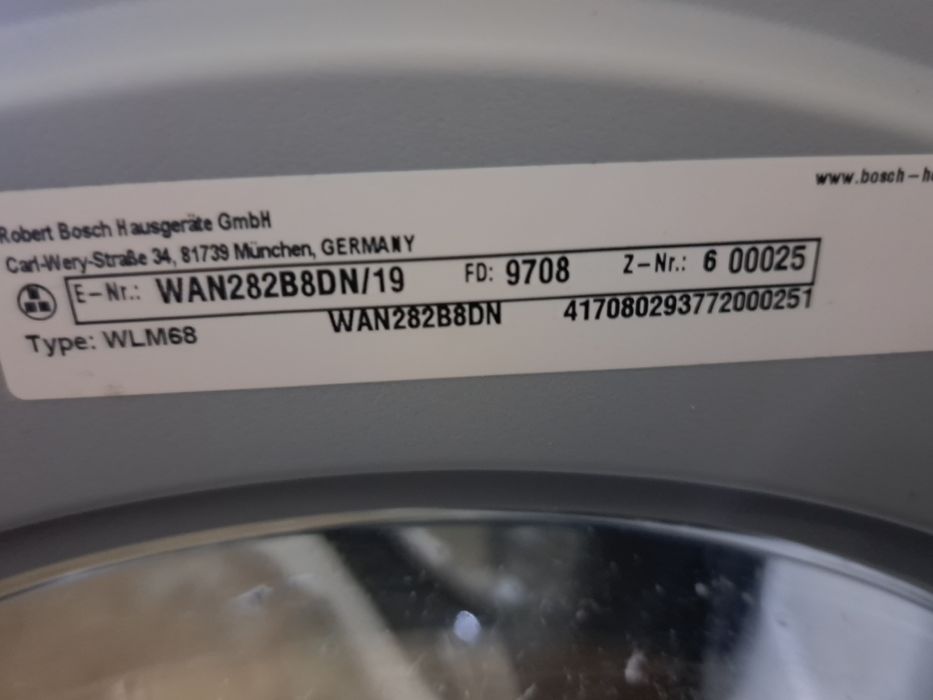 www.bosch-h
Robert Bosch Hausgeräte GmbH
Carl-Wery-Straße 34, 81739 München, GERMANY
E-Nr.: WAN282B8DN/19 FD: 9708 Z-Nr.: 6 00025
WAN282B8DN 417080293772000251
Type: WLM68